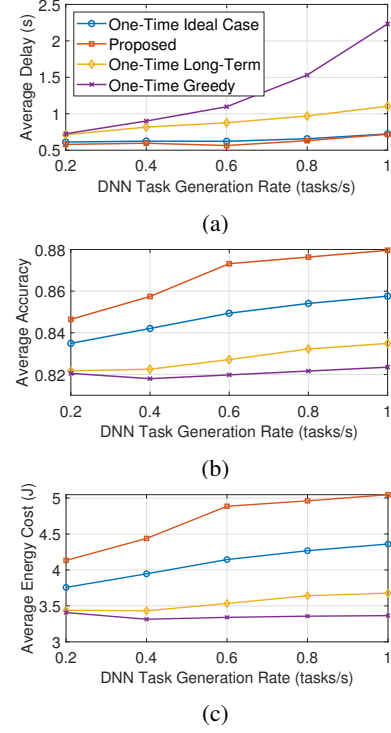 2.5
2
1.5
1
0.5
Average Delay (s)
One-Time Ideal Case
Proposed
One-Time Long-Term
One-Time Greedy
0.2 0.4 0.6 0.8 1
DNN Task Generation Rate (tasks/s)
(a)
0.88
0.86
0.84
0.82
Average Accuracy
0.2 0.4 0.6 0.8 1
DNN Task Generation Rate (tasks/s)
(b)
5
4.5
4
3.5
3
Average Energy Cost (J)
0.2 0.4 0.6 0.8 1
DNN Task Generation Rate (tasks/s)
(c)